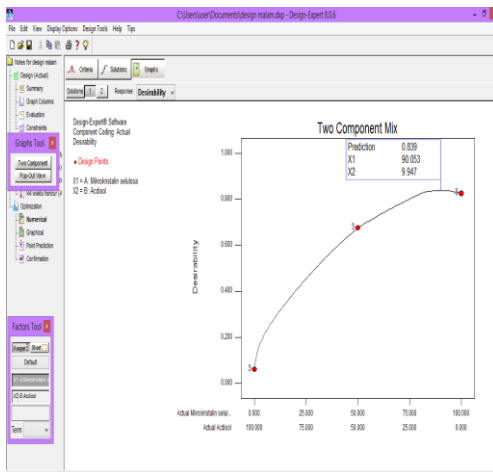 C:\Users\user\Documents\design malam.dxp - Design-Expert 8.0.6
File Edit View Display Options Design Tools Help Tips
Notes for design malam
Design (Actual)
Summary
Graph Columns
Evaluation
Constraints
Graphs Tool
Two Component
Pop-Out View
Optimization
Numerical
Graphical
Point Prediction
Confirmation
Factors Tool
Default
Term
Criteria
Solutions
Graphs
Solutions 1 2 Response: Desirability
Design-Expert® Software
Component Coding: Actual
Desirability
Design Points
X1 = A: Mikrokristalin selulosa
X2 = B: Actisol
Two Component Mix
Prediction 0.839
X1 90.053
X2 9.947
Desirability
1.000
0.800
0.600
0.400
0.200
0.000
3
3
3
Actual Mikrokristalin selul... 0.000 25.000 50.000 75.000 100.000
Actual Actisol 100.000 75.000 50.000 25.000 0.000